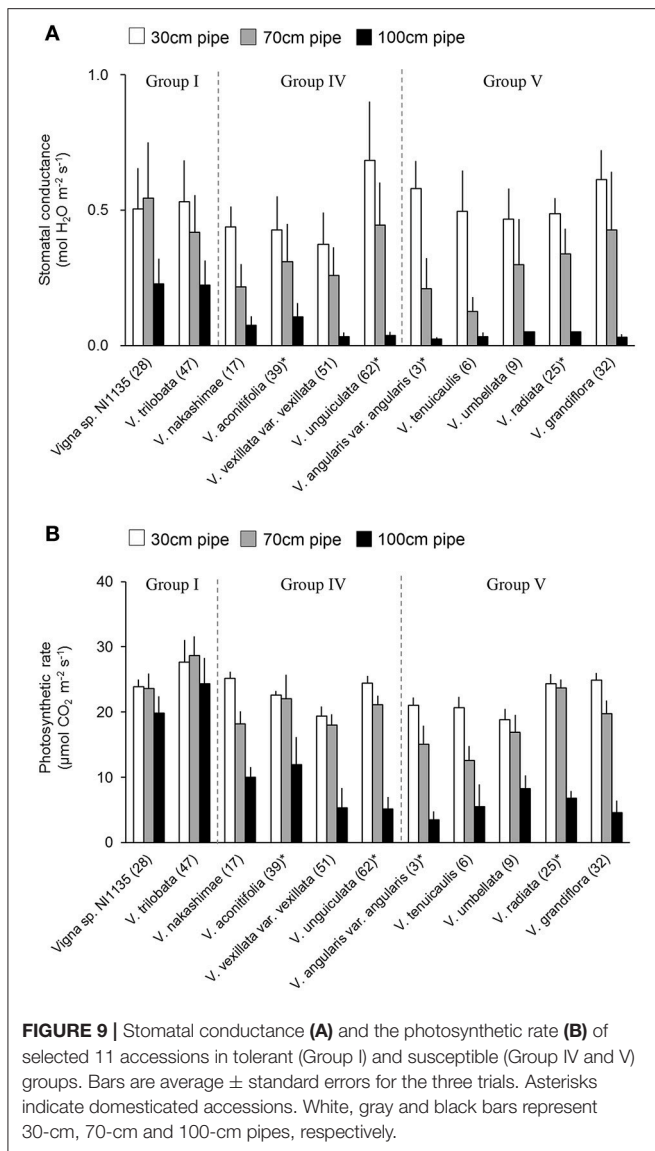 A
30cm pipe 70cm pipe 100cm pipe
Group I Group IV Group V
Stomatal conductance
(mol H₂O m⁻² s⁻¹)
1.0
0.5
0.0
Vigna sp. NI1135 (28)
V. trilobata (47)
V. nakashimae (17)
V. aconitifolia (39)*
V. vexillata var. vexillata (51)
V. unguiculata (62)*
V. angularis var. angularis (3)*
V. tenuicaulis (6)
V. umbellata (9)
V. radiata (25)*
V. grandiflora (32)
B
30cm pipe 70cm pipe 100cm pipe
Group I Group IV Group V
Photosynthetic rate
(μmol CO₂ m⁻² s⁻¹)
40
30
20
10
0
Vigna sp. NI1135 (28)
V. trilobata (47)
V. nakashimae (17)
V. aconitifolia (39)*
V. vexillata var. vexillata (51)
V. unguiculata (62)*
V. angularis var. angularis (3)*
V. tenuicaulis (6)
V. umbellata (9)
V. radiata (25)*
V. grandiflora (32)
FIGURE 9 | Stomatal conductance (A) and the photosynthetic rate (B) of
selected 11 accessions in tolerant (Group I) and susceptible (Group IV and V)
groups. Bars are average ± standard errors for the three trials. Asterisks
indicate domesticated accessions. White, gray and black bars represent
30-cm, 70-cm and 100-cm pipes, respectively.